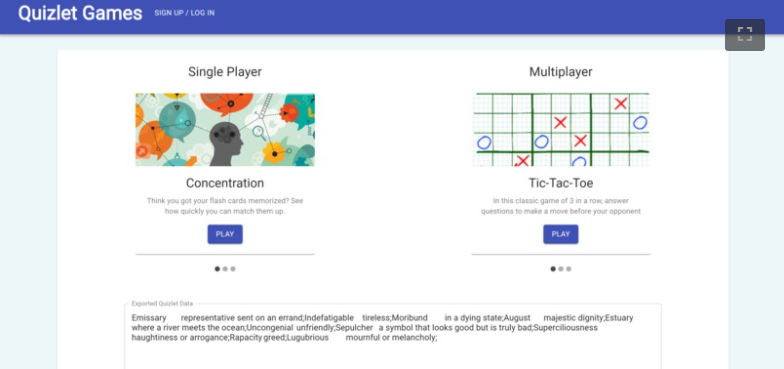 Quizlet Games
SIGN UP / LOG IN
Single Player
Multiplayer
Concentration
Tic-Tac-Toe
Think you got your flash cards memorized? See
how quickly you can match them up.
In this classic game of 3 in a row, answer
questions to make a move before your opponent
PLAY
PLAY
Exported Quizlet Data
Emissary representative sent on an errand;Indefatigable tireless;Moribund in a dying state;August majestic dignity;Estuary
where a river meets the ocean;Uncongenial unfriendly;Sepulcher a symbol that looks good but is truly bad;Superciliousness
haughtiness or arrogance;Rapacity greed;Lugubrious mournful or melancholy;